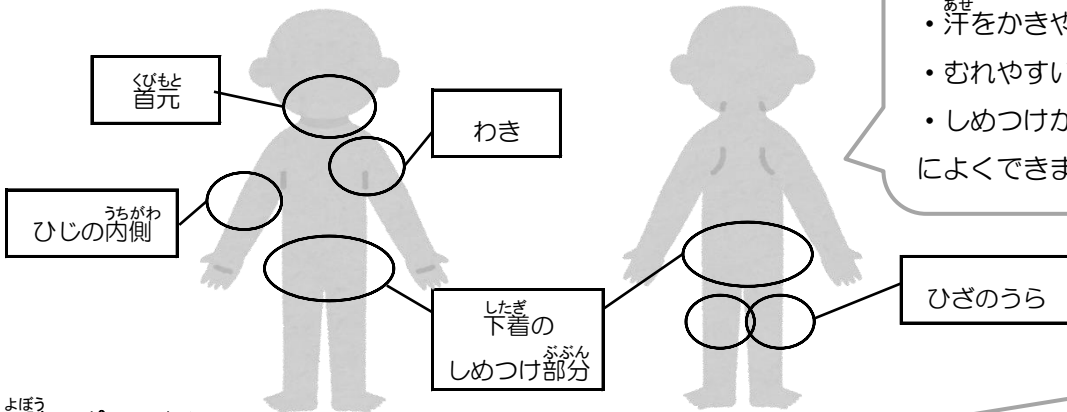 ・汗をかきや
・むれやすい
・しめつけか
によくできま
首元
わき
ひじの内側
下着の
しめつけ部分
ひざのうら